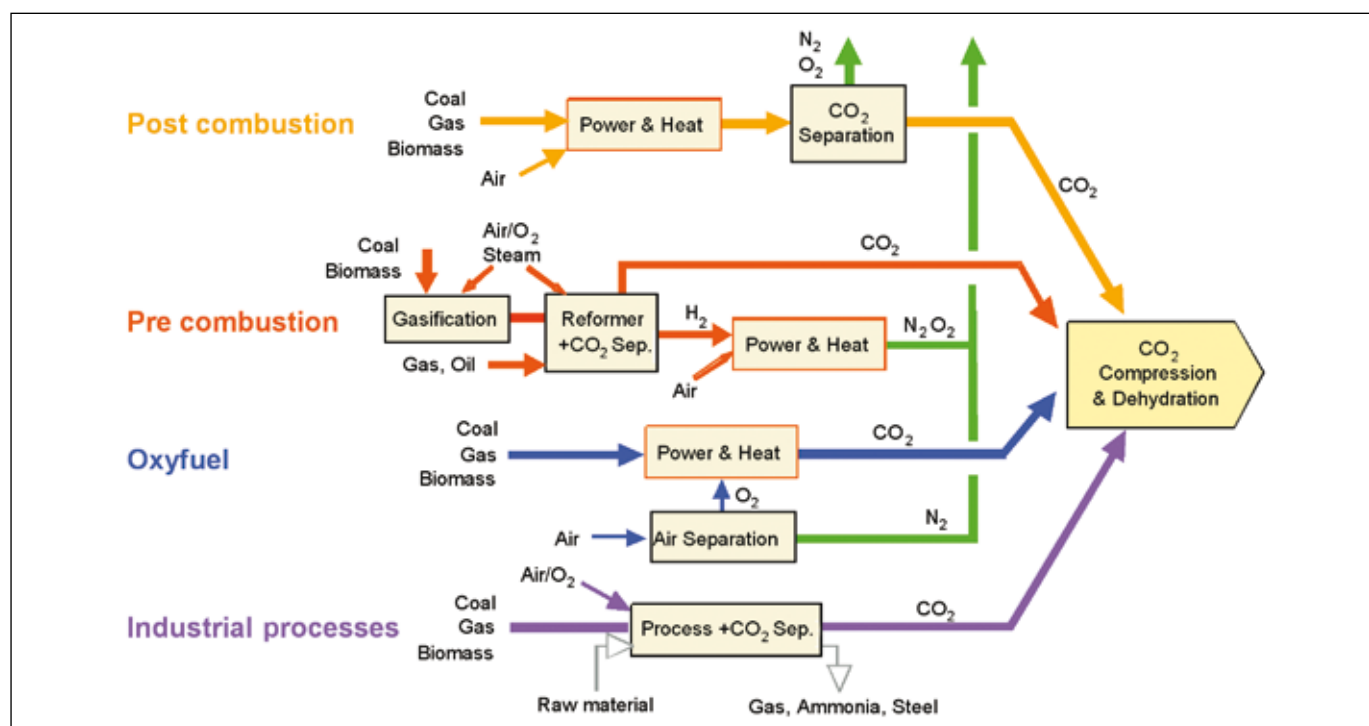 N₂
O₂
Post combustion
Coal
Gas
Biomass
Air
Power & Heat
CO₂
Separation
CO₂
Pre combustion
Coal
Biomass
Air/O₂
Steam
Gasification
Gas, Oil
Reformer
+CO₂ Sep.
CO₂
H₂
Air
Power & Heat
N₂ O₂
CO₂
Compression
& Dehydration
Oxyfuel
Coal
Gas
Biomass
Power & Heat
CO₂
O₂
Air
Air Separation
N₂
Industrial processes
Air/O₂
Coal
Gas
Biomass
Process +CO₂ Sep.
CO₂
Raw material
Gas, Ammonia, Steel